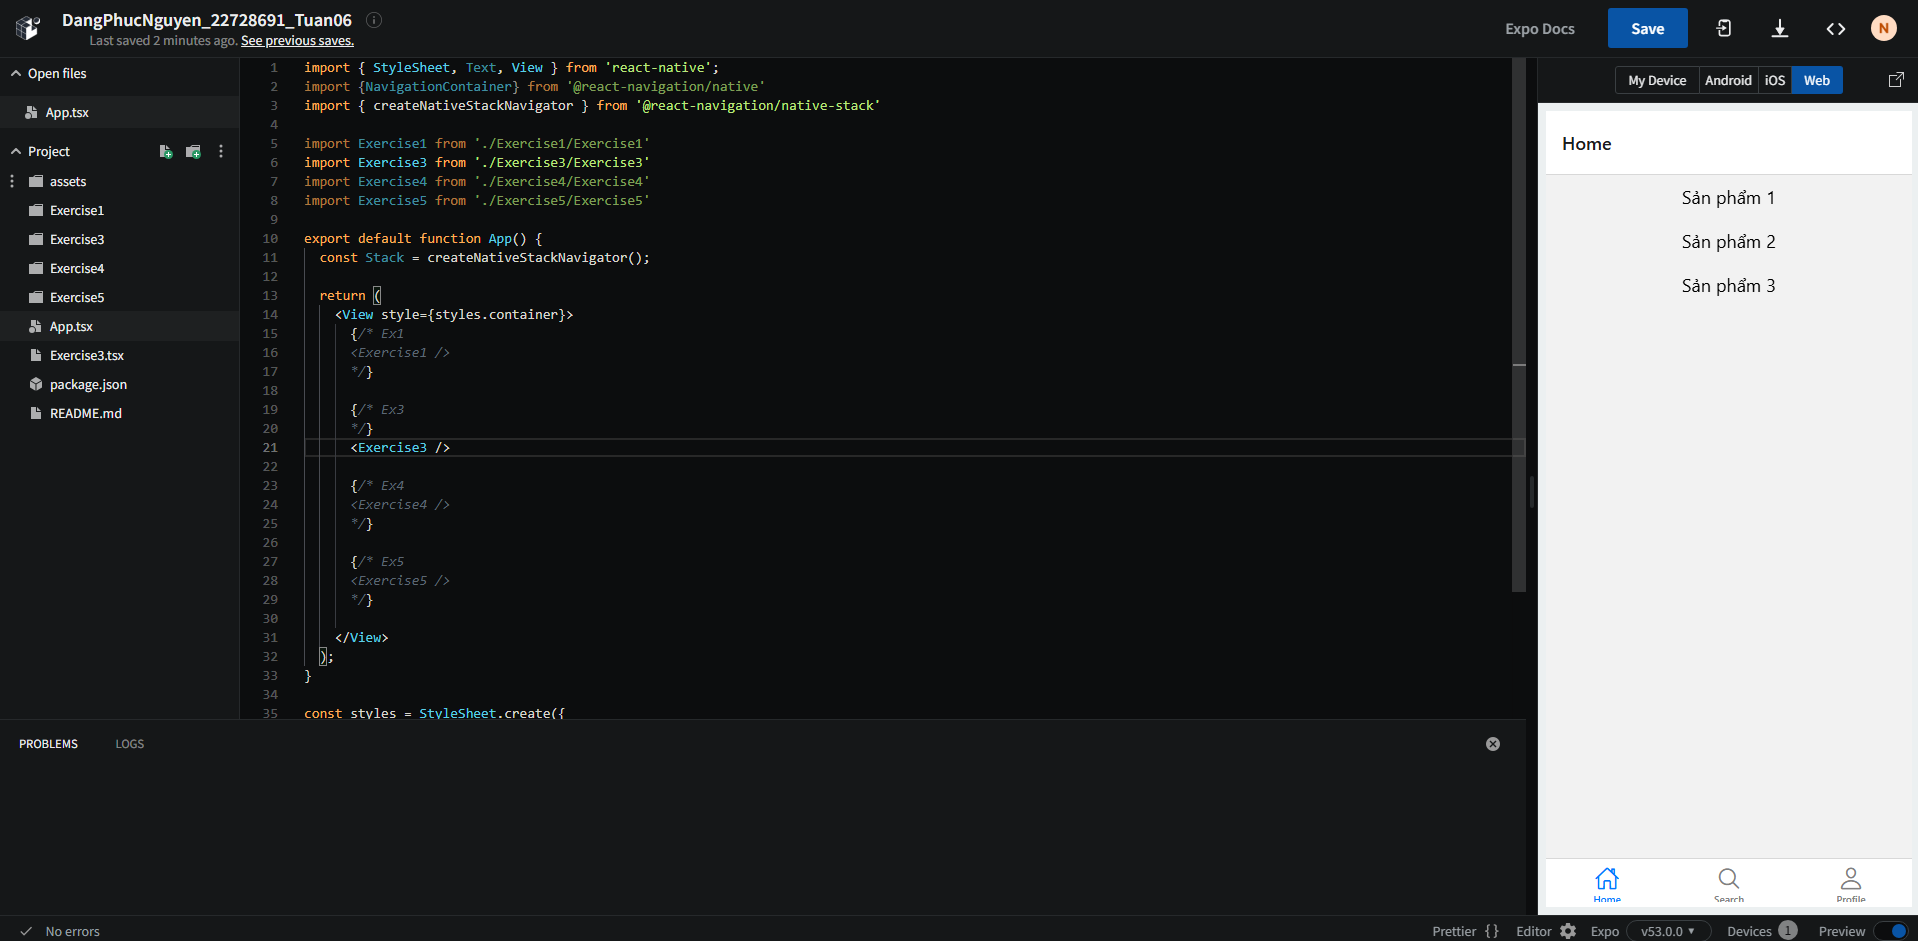 DangPhucNguyen_22728691_Tuan06
Last saved 2 minutes ago. See previous saves.
Expo Docs
Save
N
Open files
App.tsx
Project
assets
Exercise1
Exercise3
Exercise4
Exercise5
App.tsx
Exercise3.tsx
package.json
README.md
1 import { StyleSheet, Text, View } from 'react-native';
2 import {NavigationContainer} from '@react-navigation/native'
3 import { createNativeStackNavigator } from '@react-navigation/native-stack'
4
5 import Exercise1 from './Exercise1/Exercise1'
6 import Exercise3 from './Exercise3/Exercise3'
7 import Exercise4 from './Exercise4/Exercise4'
8 import Exercise5 from './Exercise5/Exercise5'
9
10 export default function App() {
11 const Stack = createNativeStackNavigator();
12
13 return (
14 <View style={styles.container}>
15 {/* Ex1
16 <Exercise1 />
17 */}
18
19 {/* Ex3
20 */}
21 <Exercise3 />
22
23 {/* Ex4
24 <Exercise4 />
25 */}
26
27 {/* Ex5
28 <Exercise5 />
29 */}
30
31 </View>
32 );
33 }
34
35 const styles = StyleSheet.create({
PROBLEMS LOGS
My Device Android iOS Web
Home
Sản phẩm 1
Sản phẩm 2
Sản phẩm 3
Home Search Profile
No errors
Prettier {} Editor Expo v53.0.0 Devices 1 Preview